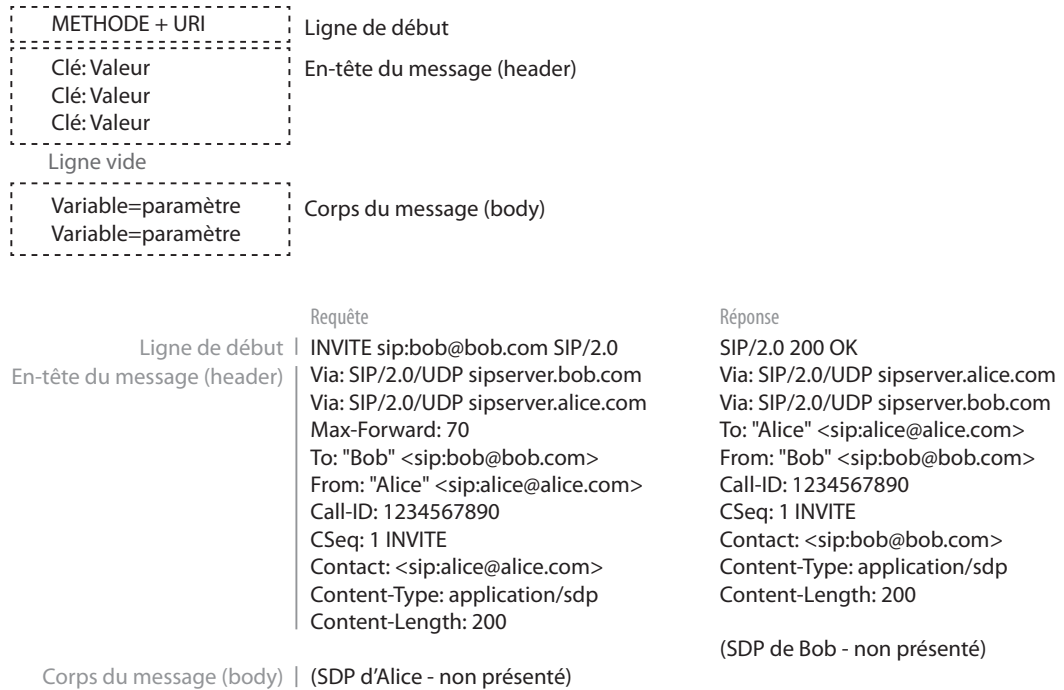 METHODE + URI
Ligne de début
Clé: Valeur
En-tête du message (header)
Clé: Valeur
Clé: Valeur
Ligne vide
Variable=paramètre
Corps du message (body)
Variable=paramètre
Requête
Ligne de début
INVITE sip:bob@bob.com SIP/2.0
En-tête du message (header)
Via: SIP/2.0/UDP sipserver.bob.com
Via: SIP/2.0/UDP sipserver.alice.com
Max-Forward: 70
To: "Bob" <sip:bob@bob.com>
From: "Alice" <sip:alice@alice.com>
Call-ID: 1234567890
CSeq: 1 INVITE
Contact: <sip:alice@alice.com>
Content-Type: application/sdp
Content-Length: 200
Corps du message (body)
(SDP d'Alice - non présenté)
Réponse
SIP/2.0 200 OK
Via: SIP/2.0/UDP sipserver.alice.com
Via: SIP/2.0/UDP sipserver.bob.com
To: "Alice" <sip:alice@alice.com>
From: "Bob" <sip:bob@bob.com>
Call-ID: 1234567890
CSeq: 1 INVITE
Contact: <sip:bob@bob.com>
Content-Type: application/sdp
Content-Length: 200
(SDP de Bob - non présenté)